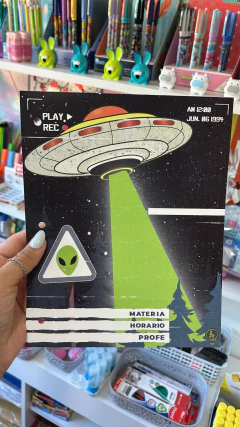 PLAY
REC
AM 12:00
JUN. 06 1994
MATERIA
HORARIO
PROFE